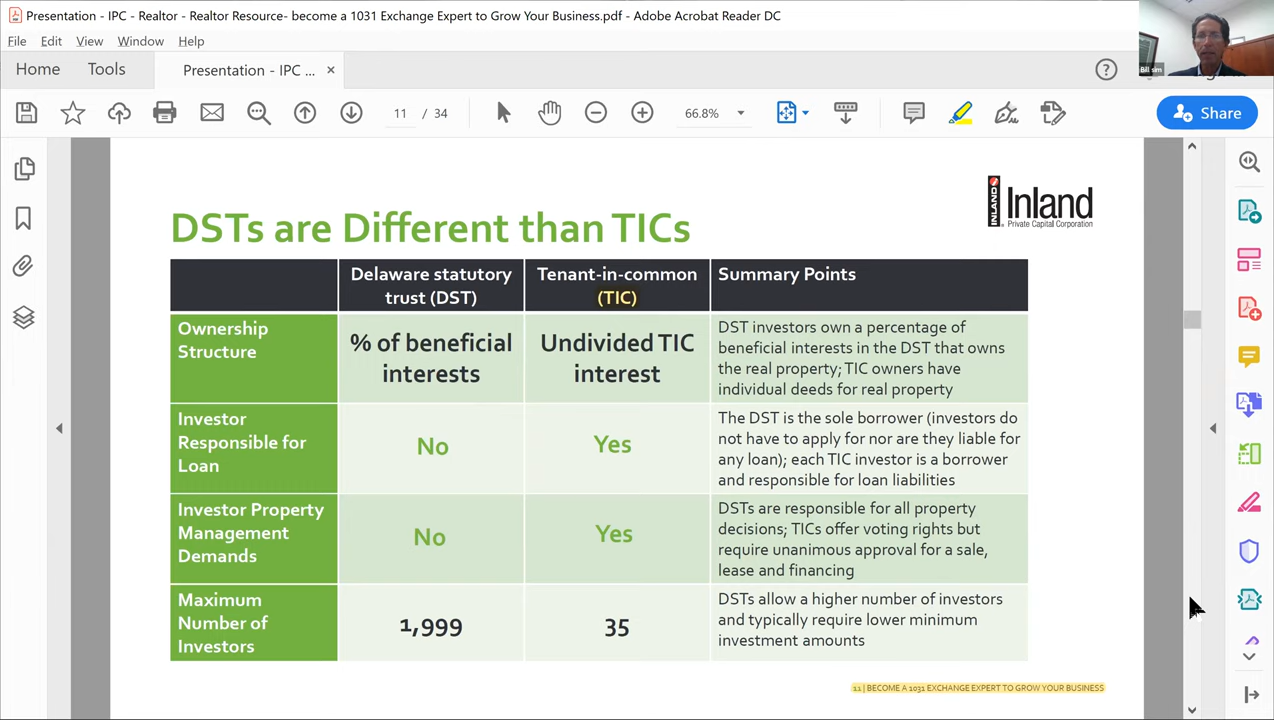 Presentation - IPC - Realtor - Realtor Resource- become a 1031 Exchange Expert to Grow Your Business.pdf - Adobe Acrobat Reader DC
File Edit View Window Help
Home Tools Presentation - IPC ... ×
11 / 34 66.8% Share
Bill sim
INLAND Inland
Private Capital Corporation
DSTs are Different than TICs
Delaware statutory
trust (DST)
Tenant-in-common
(TIC)
Summary Points
Ownership
Structure
% of beneficial
interests
Undivided TIC
interest
DST investors own a percentage of
beneficial interests in the DST that owns
the real property; TIC owners have
individual deeds for real property
Investor
Responsible for
Loan
No
Yes
The DST is the sole borrower (investors do
not have to apply for nor are they liable for
any loan); each TIC investor is a borrower
and responsible for loan liabilities
Investor Property
Management
Demands
No
Yes
DSTs are responsible for all property
decisions; TICs offer voting rights but
require unanimous approval for a sale,
lease and financing
Maximum
Number of
Investors
1,999
35
DSTs allow a higher number of investors
and typically require lower minimum
investment amounts
11 | BECOME A 1031 EXCHANGE EXPERT TO GROW YOUR BUSINESS